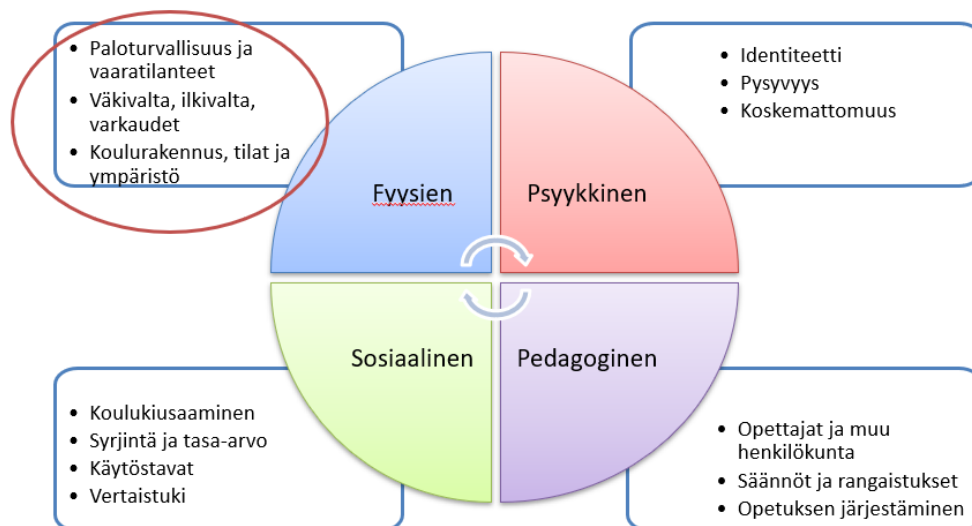 • Paloturvallisuus ja
vaaratilanteet
• Väkivalta, ilkivalta,
varkaudet
• Koulurakennus, tilat ja
ympäristö
• Identiteetti
• Pysyvyys
• Koskemattomuus
Fyysien
Psyykkinen
Sosiaalinen
Pedagoginen
• Koulukiusaaminen
• Syrjintä ja tasa-arvo
• Käytöstavat
• Vertaistuki
• Opettajat ja muu
henkilökunta
• Säännöt ja rangaistukset
• Opetuksen järjestäminen